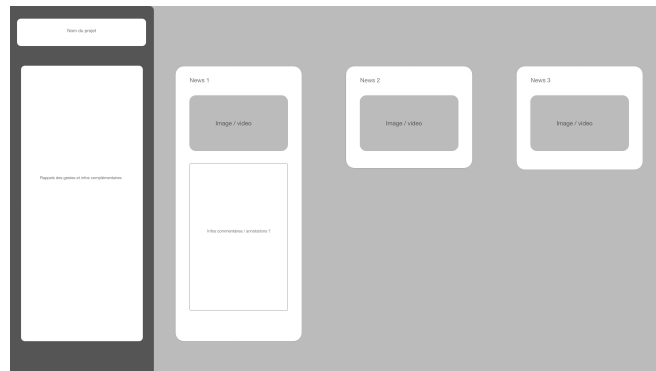 Nom du projet
Rappels des gestes et infos complémentaires
News 1
Image / video
Infos commentaires / annotations ?
News 2
Image / video
News 3
Image / video